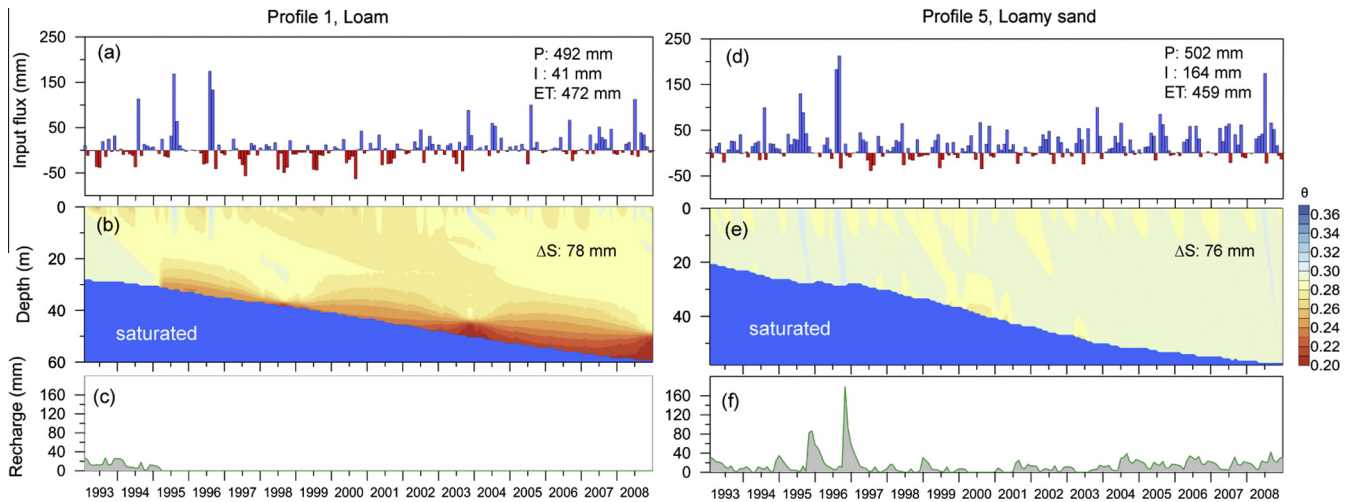 Profile 1, Loam
Profile 5, Loamy sand
Input flux (mm)
250
150
50
-50
(a)
P: 492 mm
I : 41 mm
ET: 472 mm
250
150
50
-50
(d)
P: 502 mm
I : 164 mm
ET: 459 mm
Depth (m)
0
20
40
60
(b)
ΔS: 78 mm
saturated
0
20
40
(e)
ΔS: 76 mm
saturated
θ
0.36
0.34
0.32
0.30
0.28
0.26
0.24
0.22
0.20
Recharge (mm)
160
120
80
40
0
(c)
160
120
80
40
0
(f)
1993 1994 1995 1996 1997 1998 1999 2000 2001 2002 2003 2004 2005 2006 2007 2008
1993 1994 1995 1996 1997 1998 1999 2000 2001 2002 2003 2004 2005 2006 2007 2008